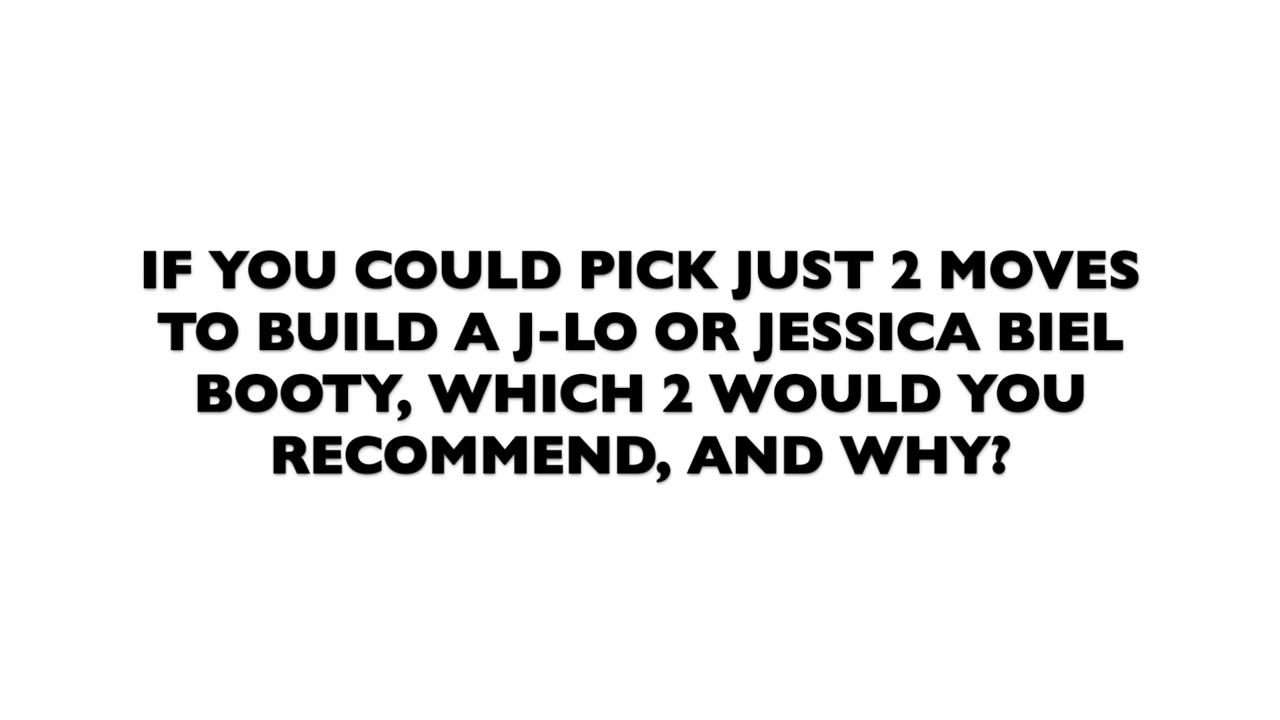 IF YOU COULD PICK JUST 2 MOVES
TO BUILD A J-LO OR JESSICA BIEL
BOOTY, WHICH 2 WOULD YOU
RECOMMEND, AND WHY?